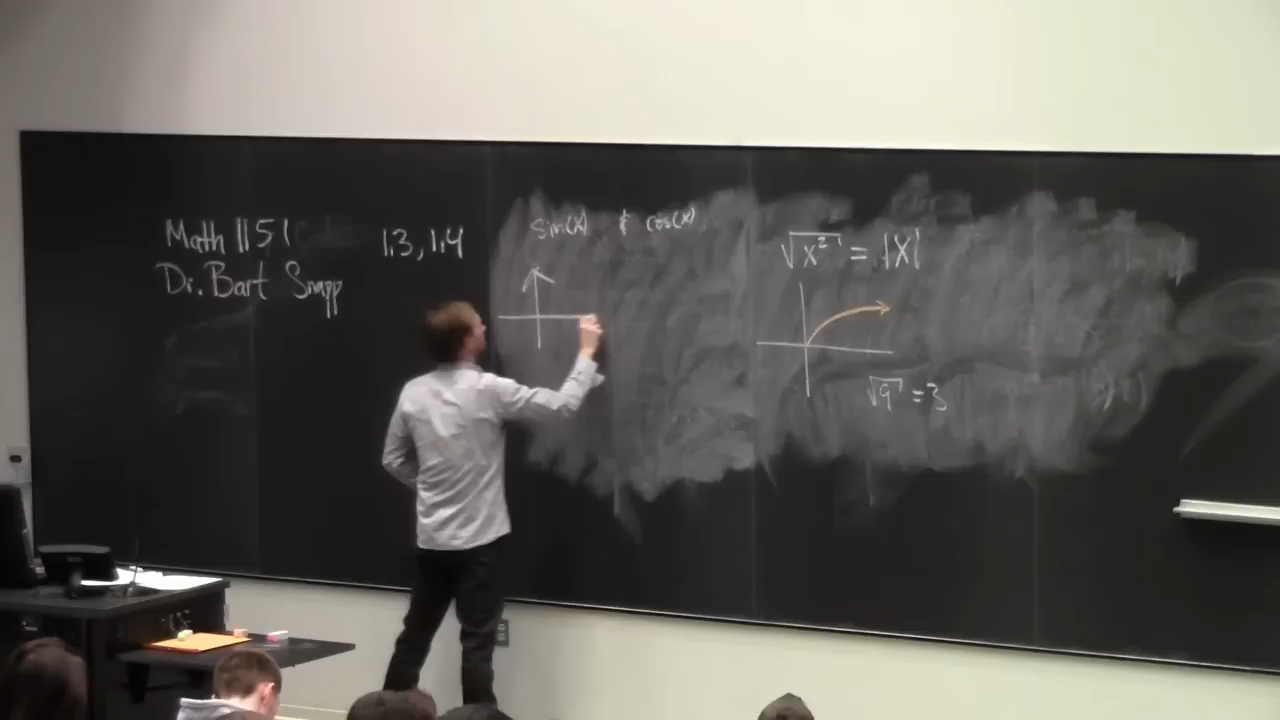 Math 1151
Dr. Bart Snapp
1.3, 1.4
sin(x) & cos(x)
√x² = |x|
√9 = 3